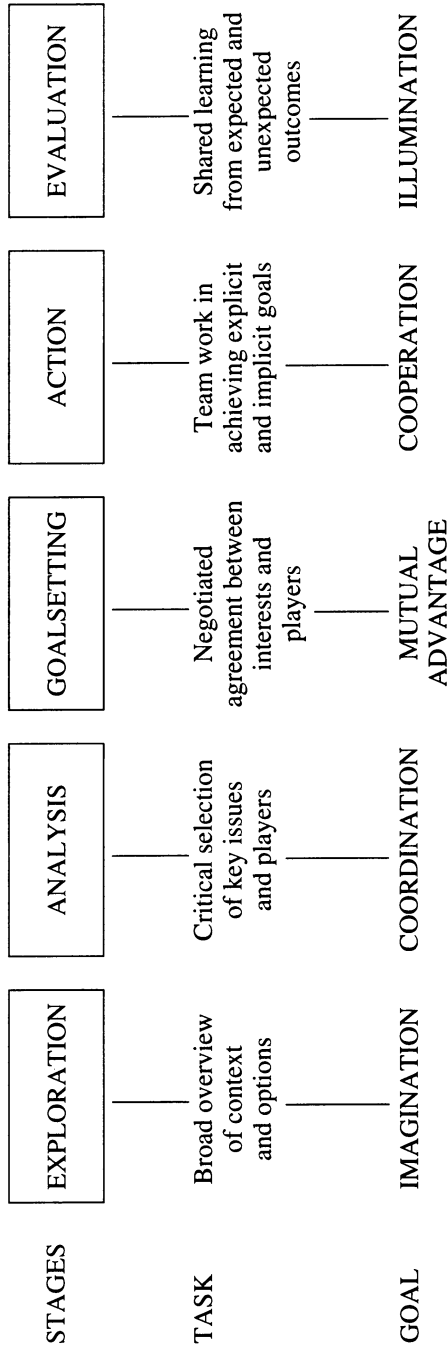 STAGES
EXPLORATION
ANALYSIS
GOALSETTING
ACTION
EVALUATION
TASK
Broad overview
of context
and options
Critical selection
of key issues
and players
Negotiated
agreement between
interests and
players
Team work in
achieving explicit
and implicit goals
Shared learning
from expected and
unexpected
outcomes
GOAL
IMAGINATION
COORDINATION
MUTUAL
ADVANTAGE
COOPERATION
ILLUMINATION